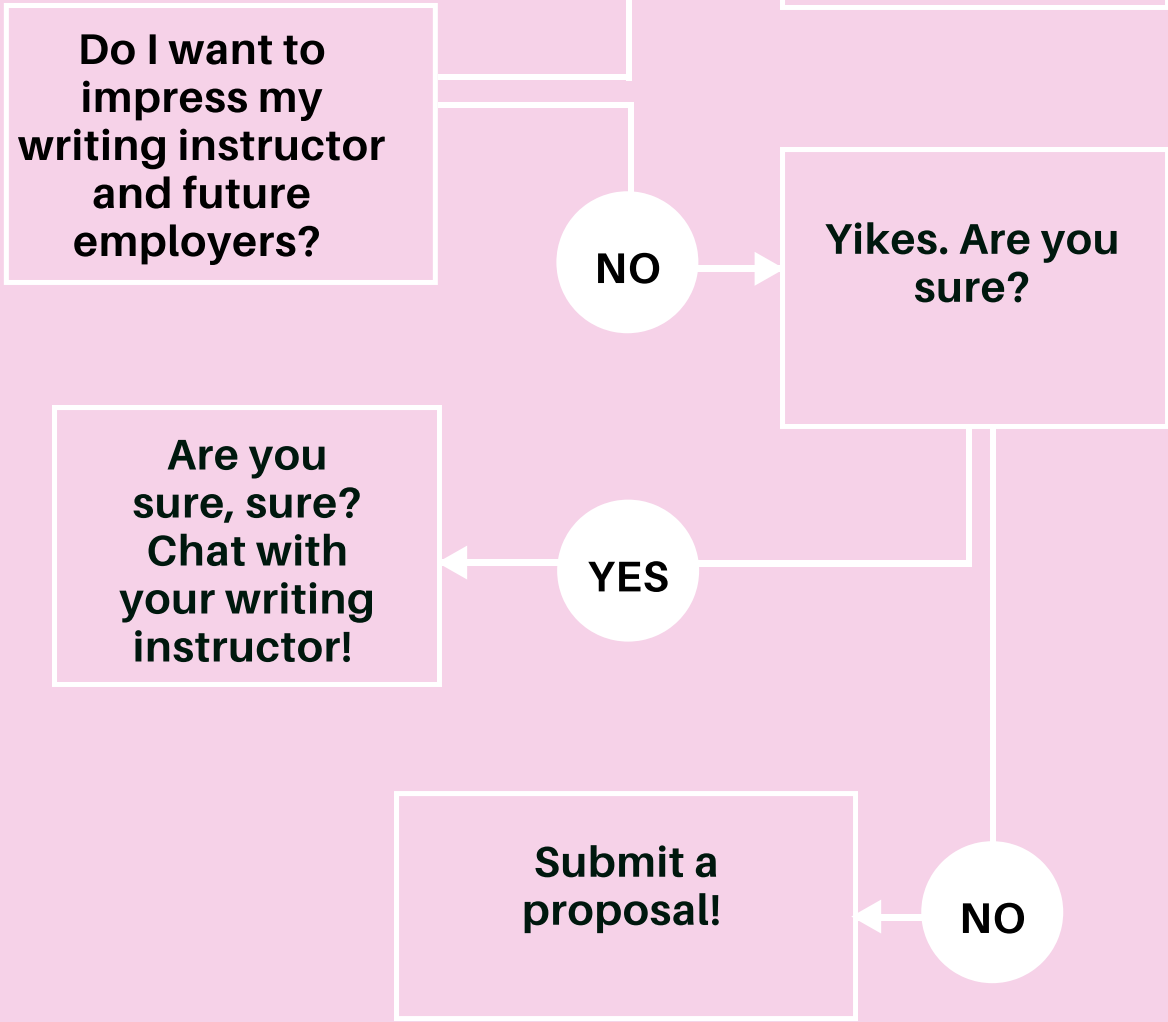 Do I want to
impress my
writing instructor
and future
employers?
NO
Yikes. Are you
sure?
YES
Are you
sure, sure?
Chat with
your writing
instructor!
NO
Submit a
proposal!